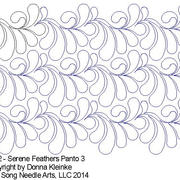 2 - Serene Feathers Panto 3
yright by Donna Kleinke
Song Needle Arts, LLC 2014